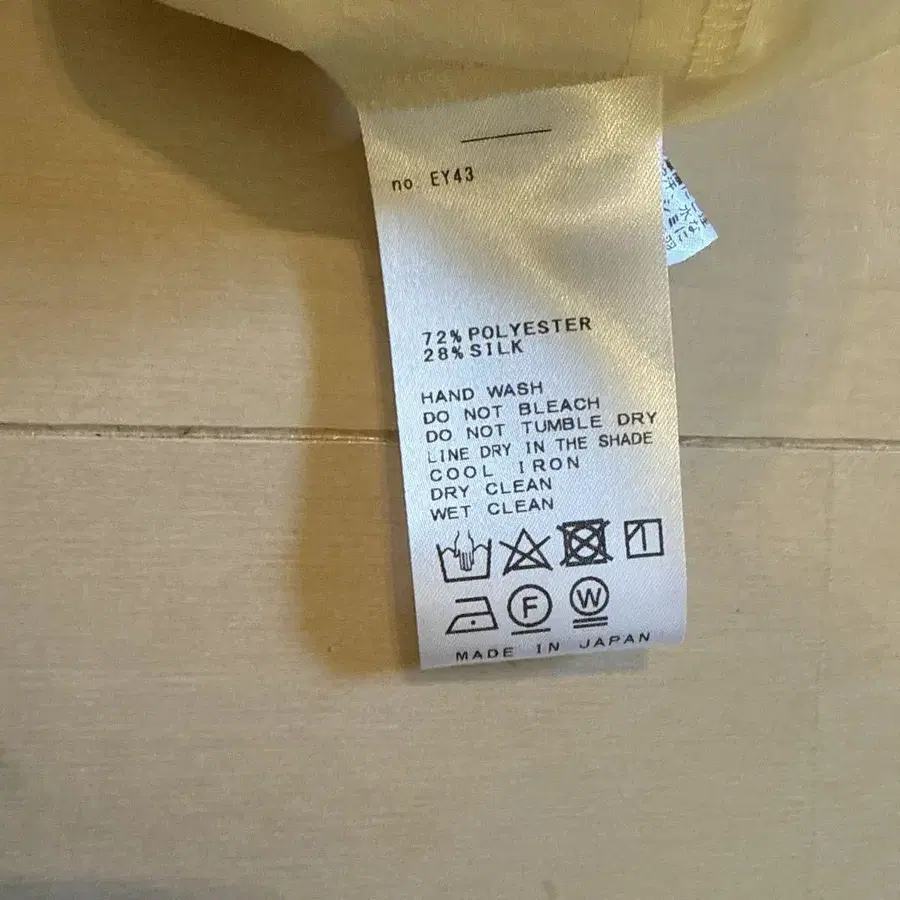 no. EY43
72% POLYESTER
28% SILK
HAND WASH
DO NOT BLEACH
DO NOT TUMBLE DRY
LINE DRY IN THE SHADE
COOL IRON
DRY CLEAN
WET CLEAN
F W
MADE IN JAPAN